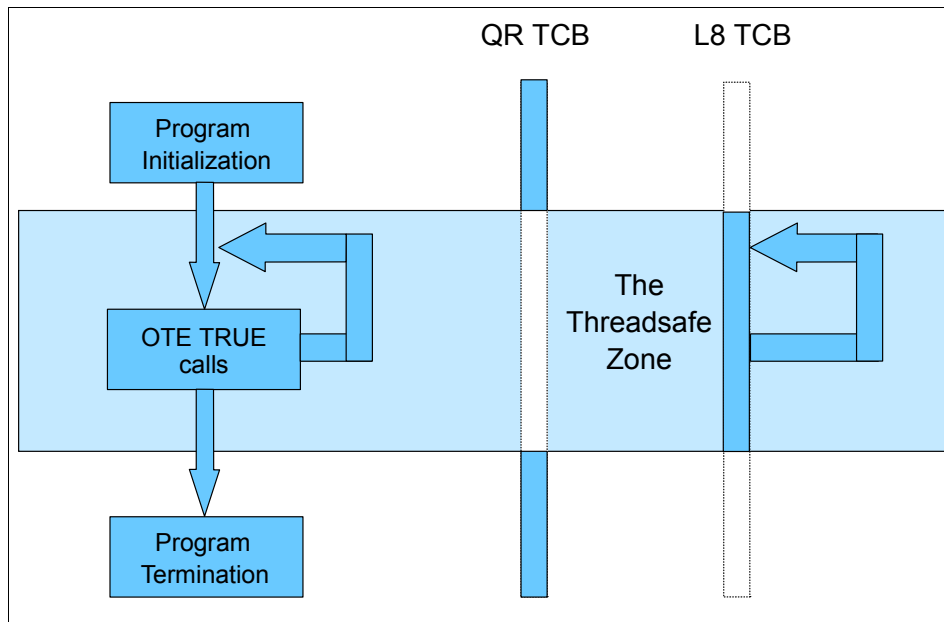 QR TCB
L8 TCB
Program
Initialization
The
Threadsafe
Zone
OTE TRUE
calls
Program
Termination